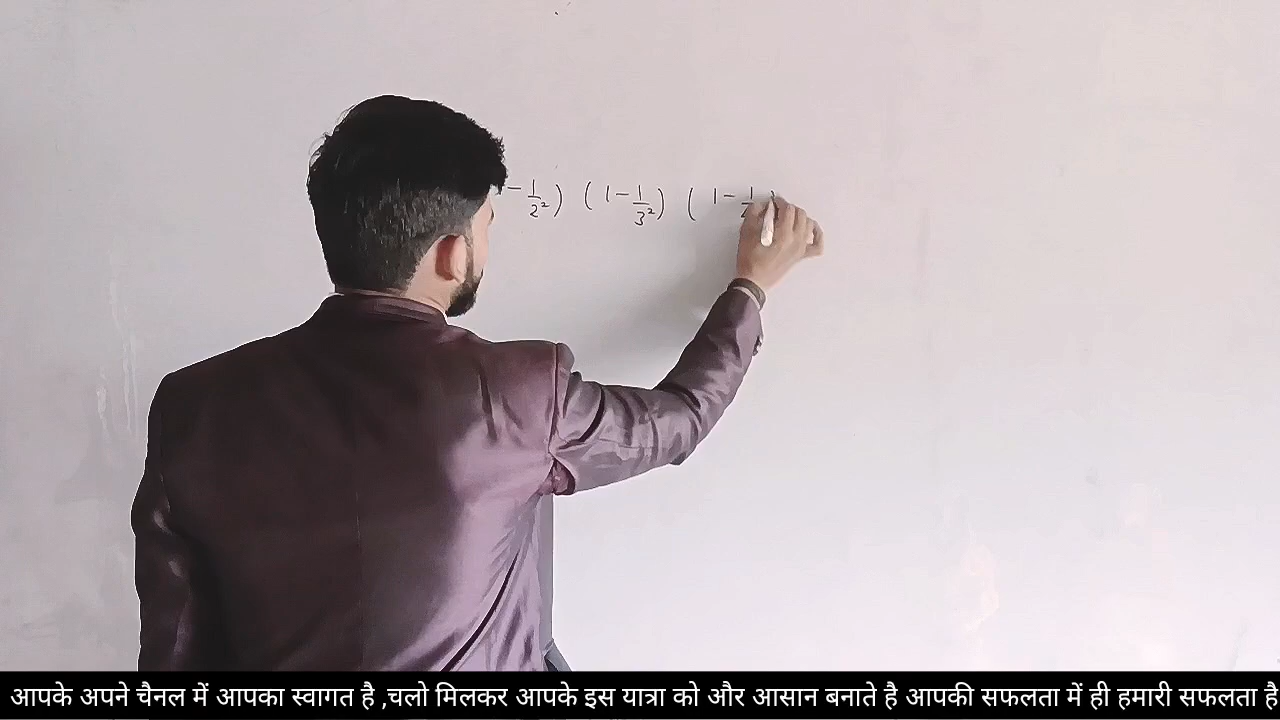 - 1/2²) (1 - 1/3²) ( 1 - 1
आपके अपने चैनल में आपका स्वागत है ,चलो मिलकर आपके इस यात्रा को और आसान बनाते है आपकी सफलता में ही हमारी सफलता है